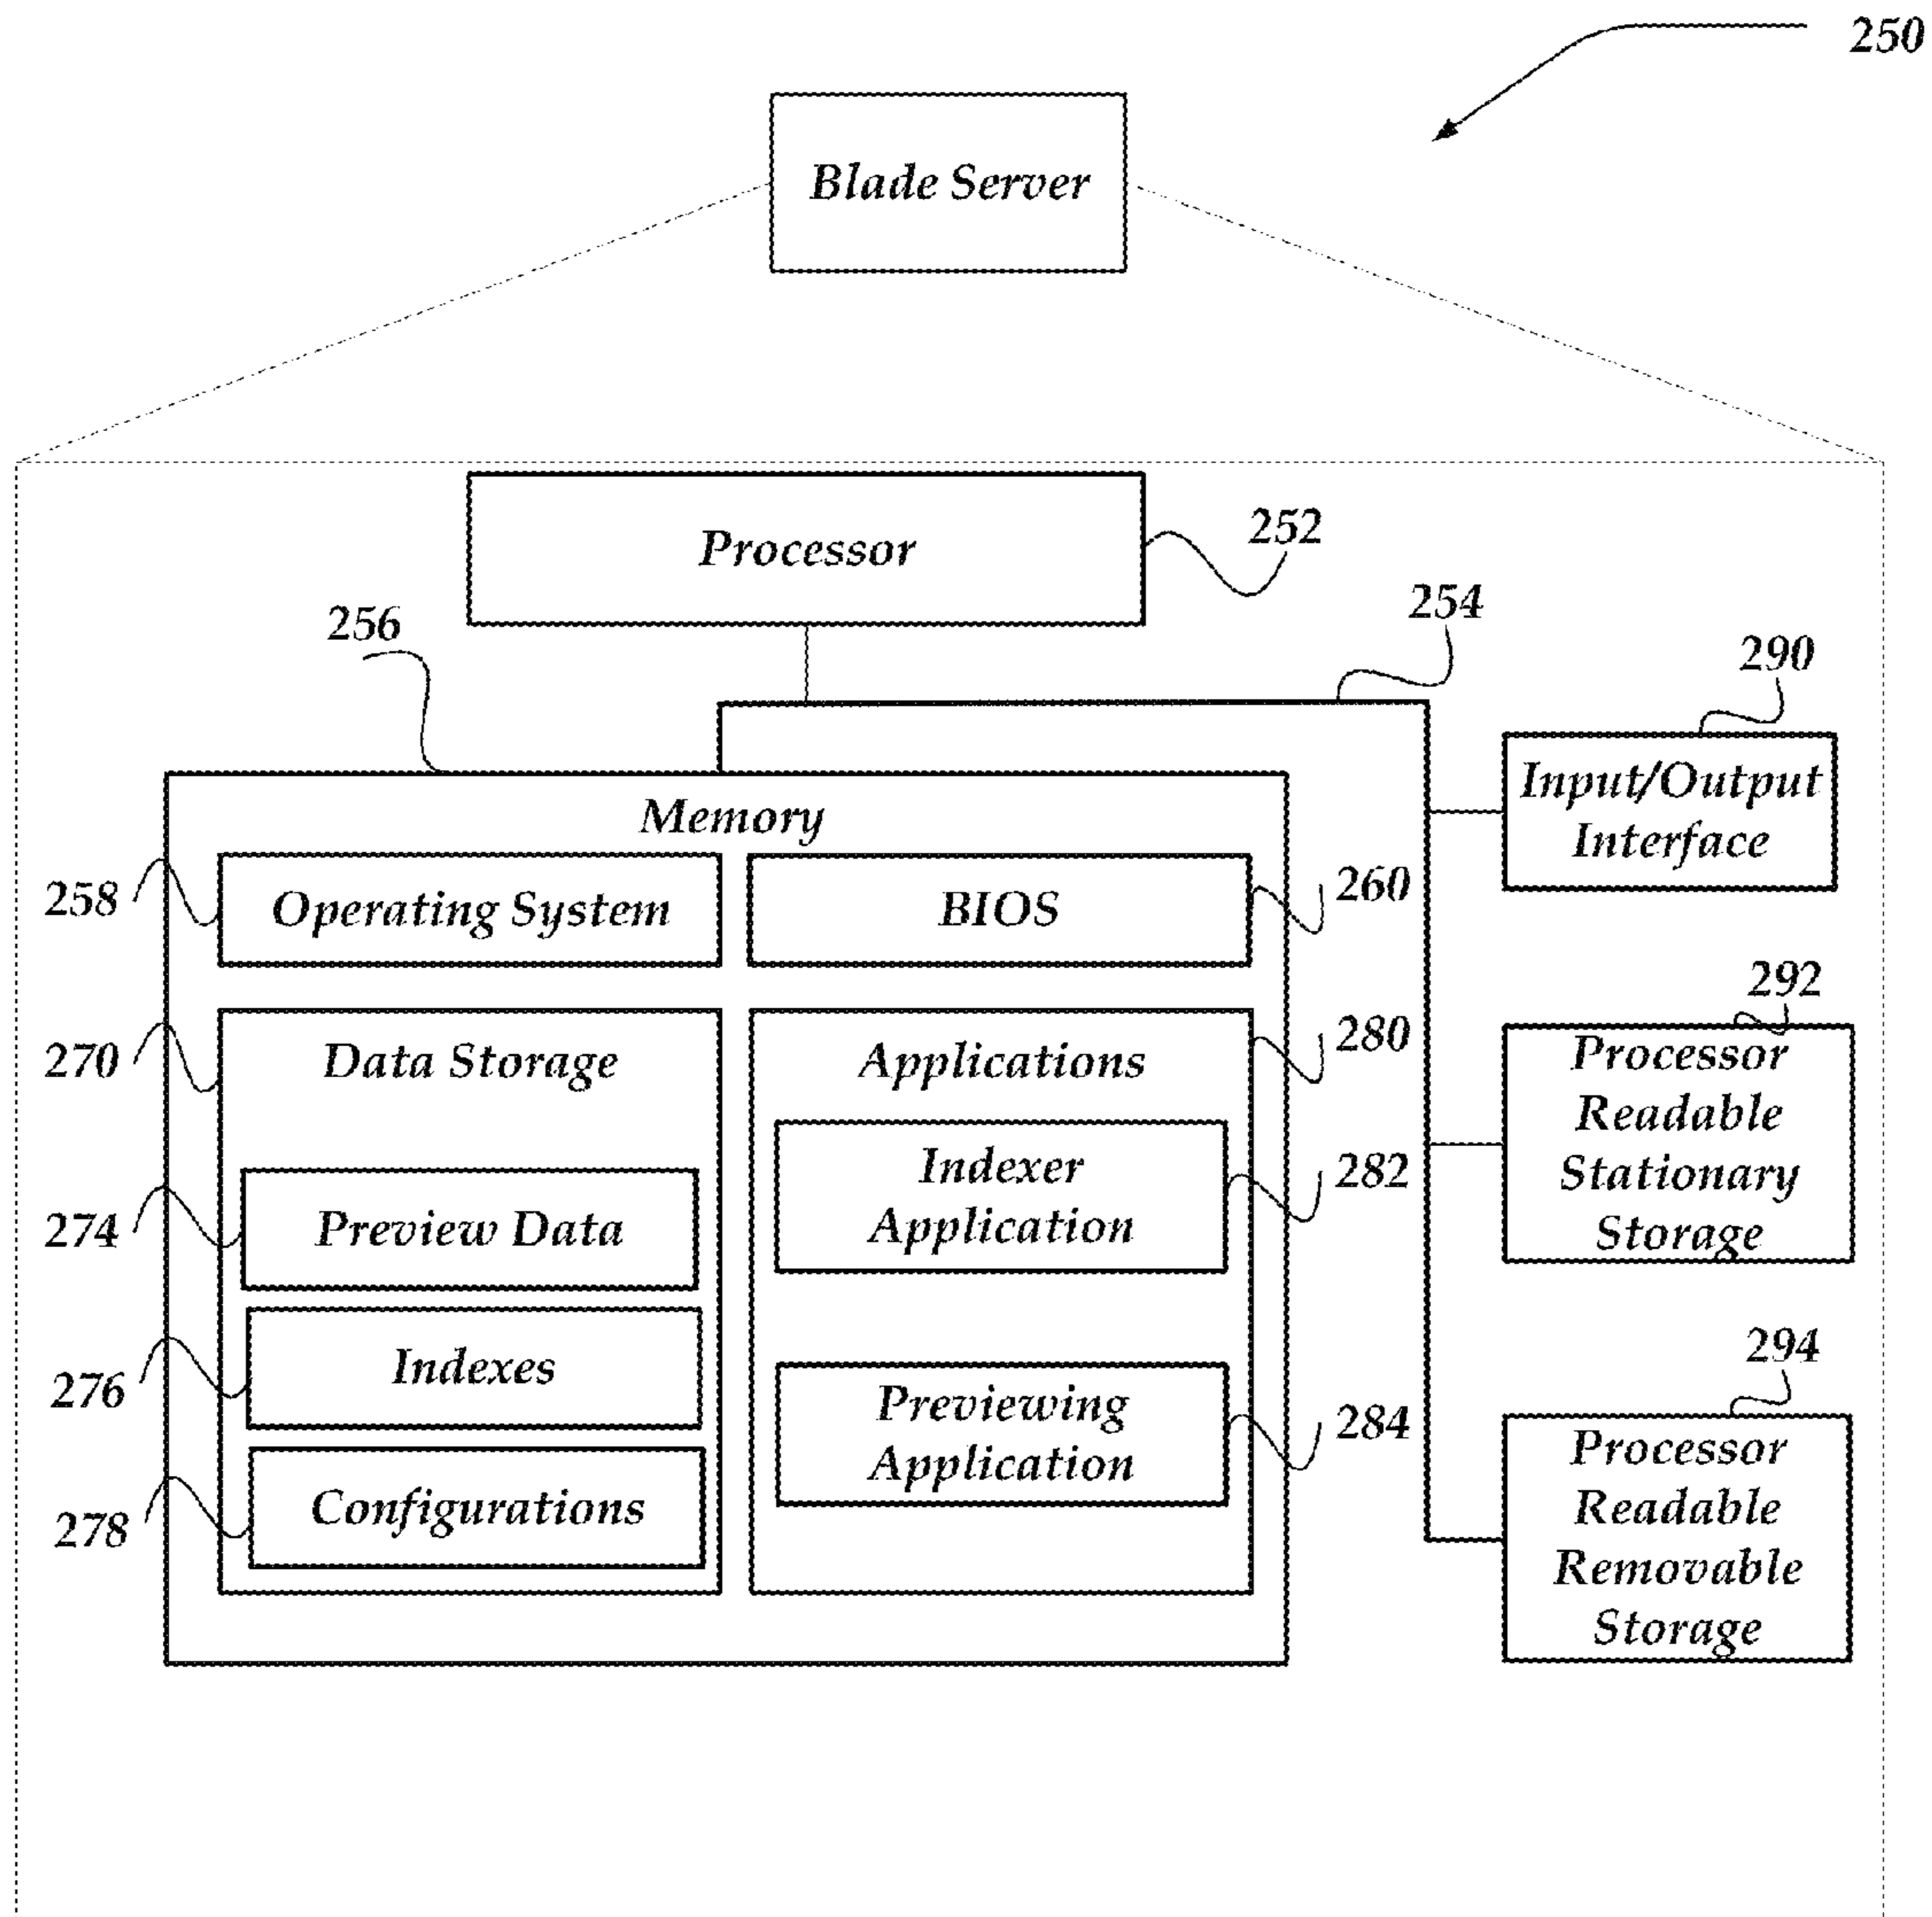 250
Blade Server
Processor
252
254
256
290
Input/Output
Interface
Memory
258
Operating System
BIOS
260
292
Processor
Readable
Stationary
Storage
270
Data Storage
Applications
280
Indexer
Application
282
274
Preview Data
276
Indexes
Previewing
Application
284
278
Configurations
294
Processor
Readable
Removable
Storage